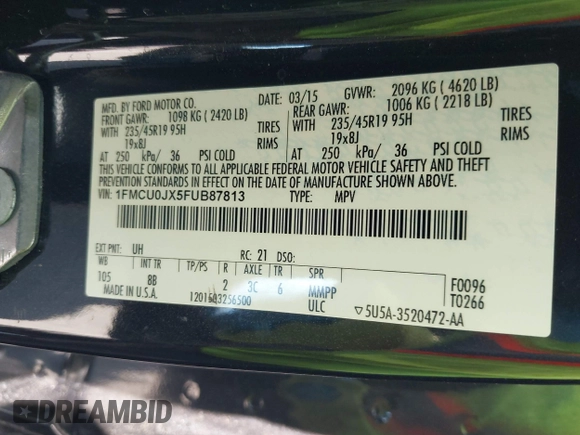 MFD. BY FORD MOTOR CO.
DATE: 03/15 GVWR: 2096 KG ( 4620 LB)
FRONT GAWR: 1098 KG ( 2420 LB) REAR GAWR: 1006 KG ( 2218 LB)
WITH 235/45R19 95H TIRES WITH 235/45R19 95H TIRES
19x8J RIMS 19x8J RIMS
AT 250 kPa/ 36 PSI COLD AT 250 kPa/ 36 PSI COLD
THIS VEHICLE CONFORMS TO ALL APPLICABLE FEDERAL MOTOR VEHICLE SAFETY AND THEFT
PREVENTION STANDARDS IN EFFECT ON THE DATE OF MANUFACTURE SHOWN ABOVE.
VIN: 1FMCU0JX5FUB87813 TYPE: MPV
EXT PNT: UH RC: 21 DSO:
WB INT TR TP/PS R AXLE TR SPR
105 8B 2 3C 6 MMPP
MADE IN U.S.A. ULC
1201503256500
F0096
T0266
▽5U5A-3520472-AA
DREAMBID